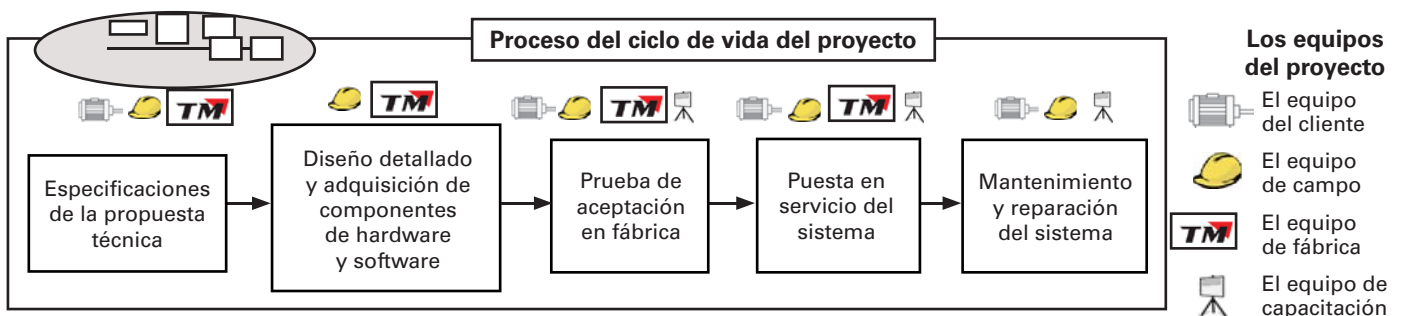 Proceso del ciclo de vida del proyecto
TM
TM
TM
TM
Especificaciones
de la propuesta
técnica
Diseño detallado
y adquisición de
componentes
de hardware
y software
Prueba de
aceptación
en fábrica
Puesta en
servicio del
sistema
Mantenimiento
y reparación
del sistema
Los equipos
del proyecto
El equipo
del cliente
El equipo
de campo
TM
El equipo
de fábrica
El equipo de
capacitación